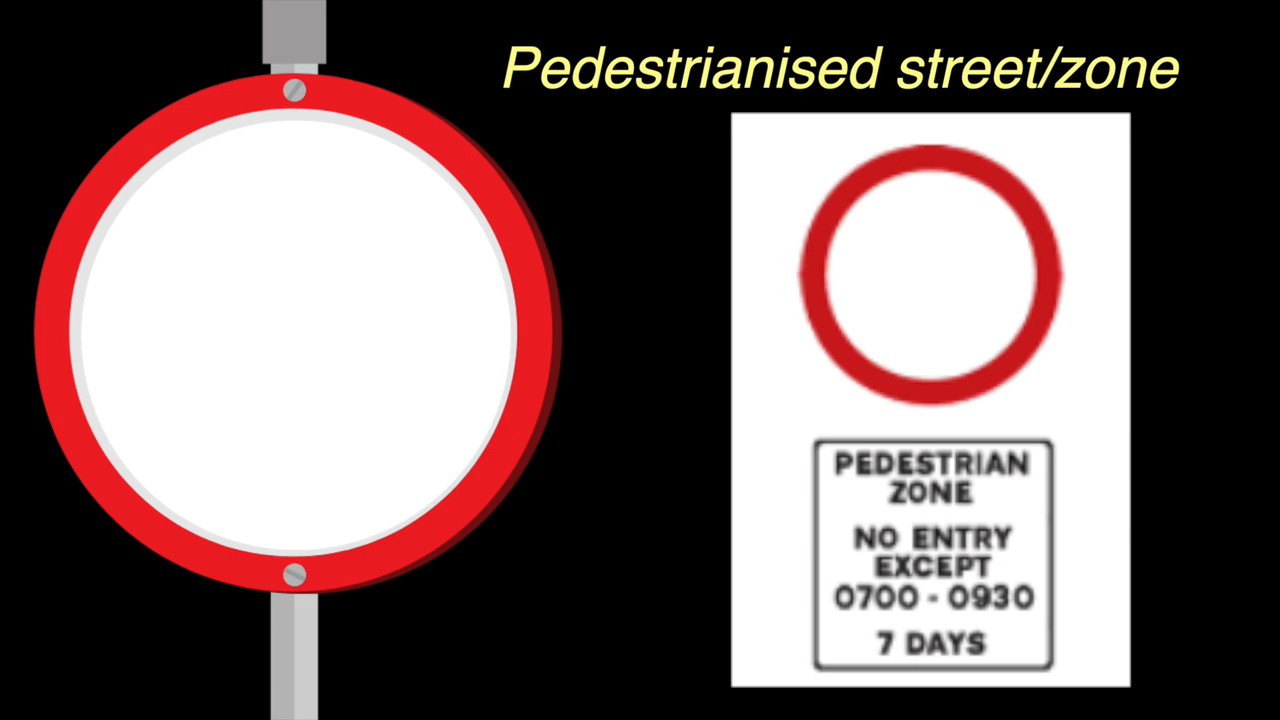 Pedestrianised street/zone
PEDESTRIAN
ZONE
NO ENTRY
EXCEPT
0700 - 0930
7 DAYS